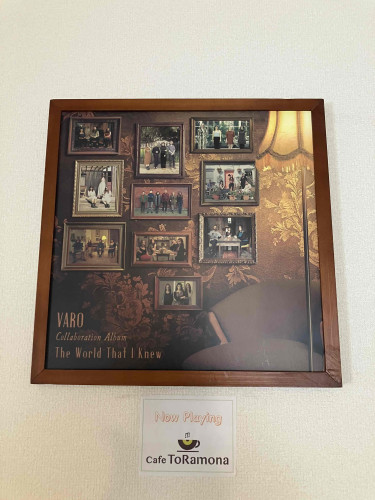 VARO
Collaboration Album
The World That I Knew
Now Playing
Cafe ToRamona